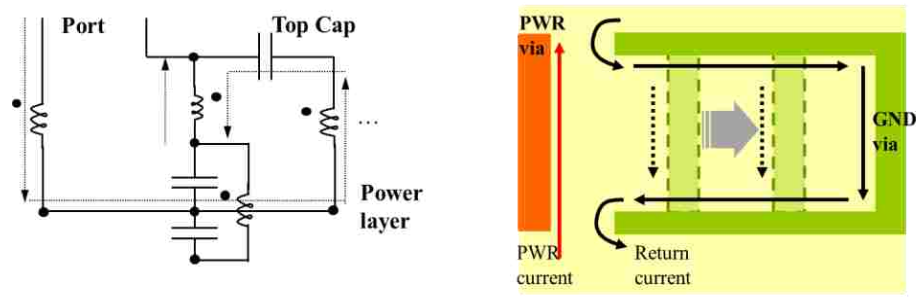 Port
Top Cap
...
Power
layer
PWR
via
GND
via
PWR
current
Return
current